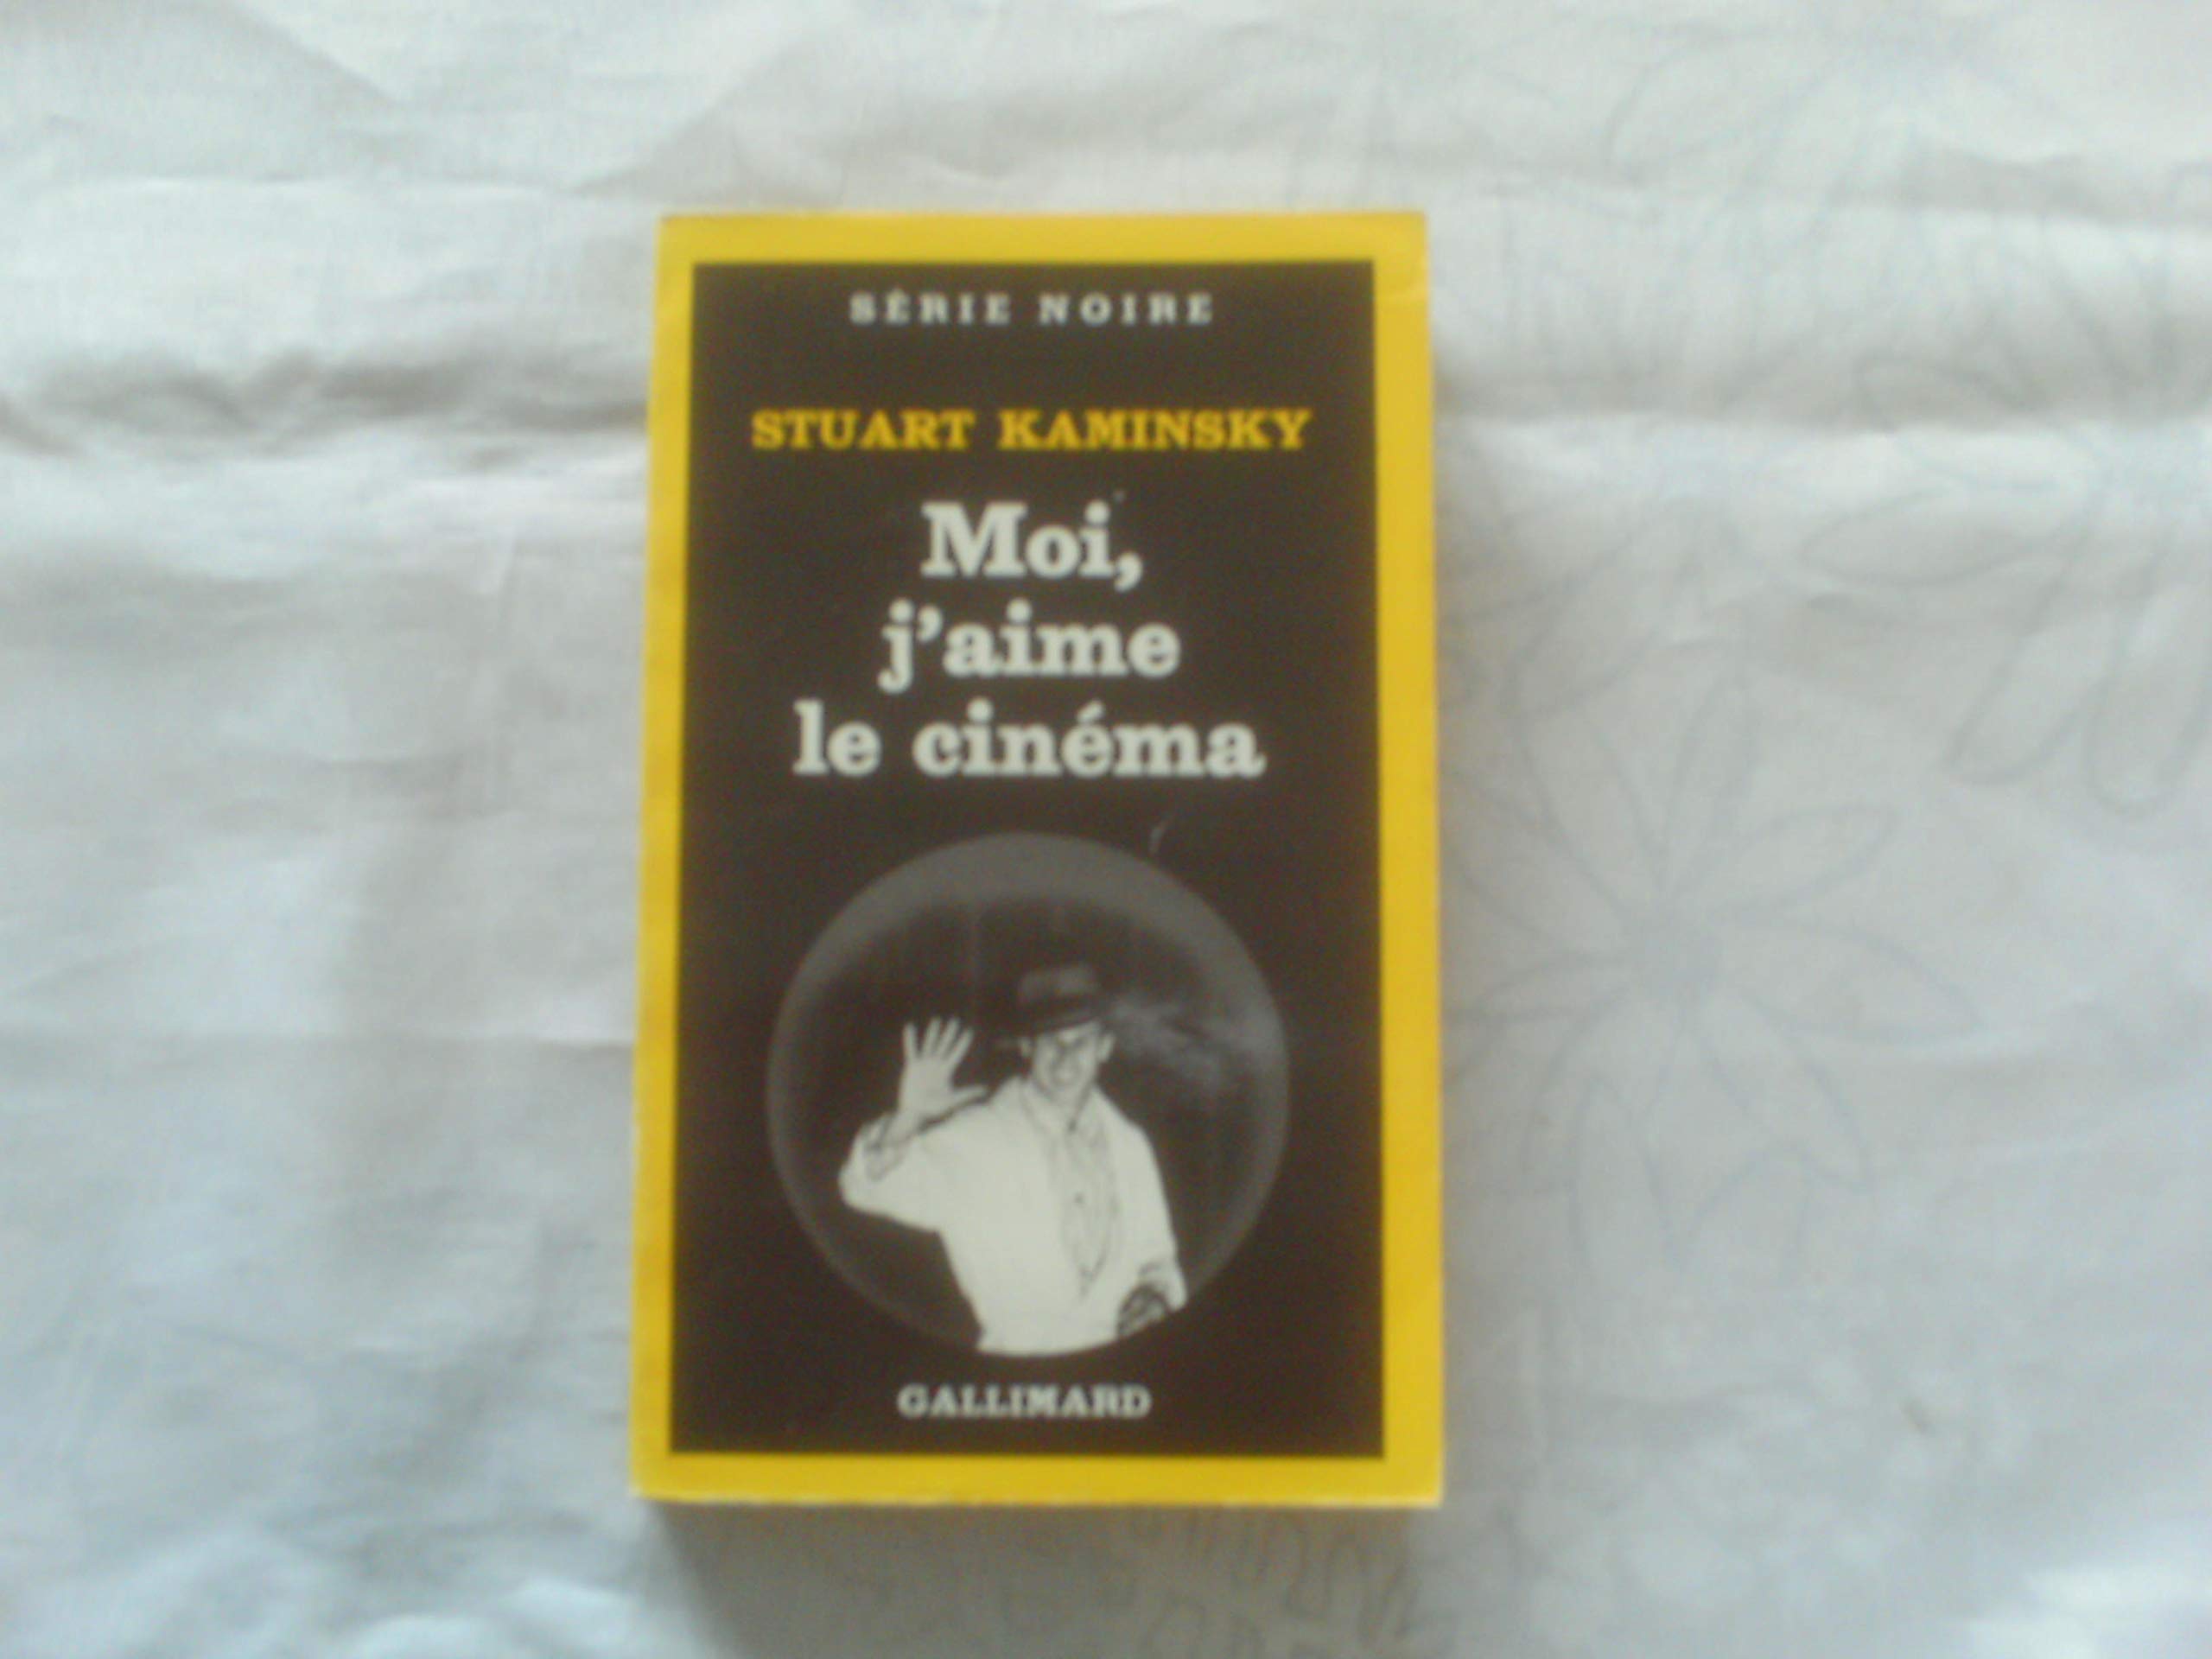 SÉRIE NOIRE
STUART KAMINSKY
Moi,
j'aime
le cinéma
GALLIMARD